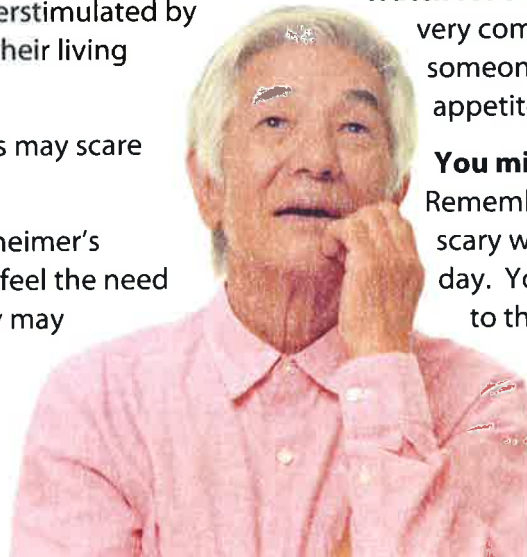 erstimulated by
heir living
s may scare
heimer's
feel the need
may
very com
someon
appetit
You mi
Rememb
scary w
day. Yo
to th